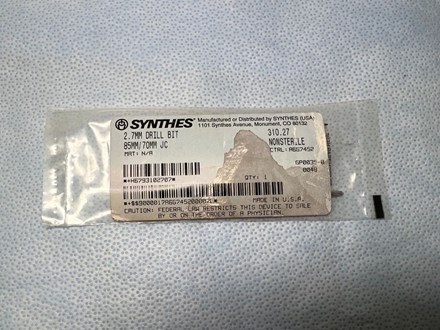 SYNTHES® Manufactured or Distributed by SYNTHES (USA)
1101 Synthes Avenue, Monument, CO 80132
2.7MM DRILL BIT 310.27
85MM/70MM JC NONSTERILE
MAT: N/A CTRL: A6S7452
*+H6793102707*
QTY: 1
MADE IN U.S.A.
CAUTION: FEDERAL LAW RESTRICTS THIS DEVICE TO SALE
BY OR ON THE ORDER OF A PHYSICIAN.